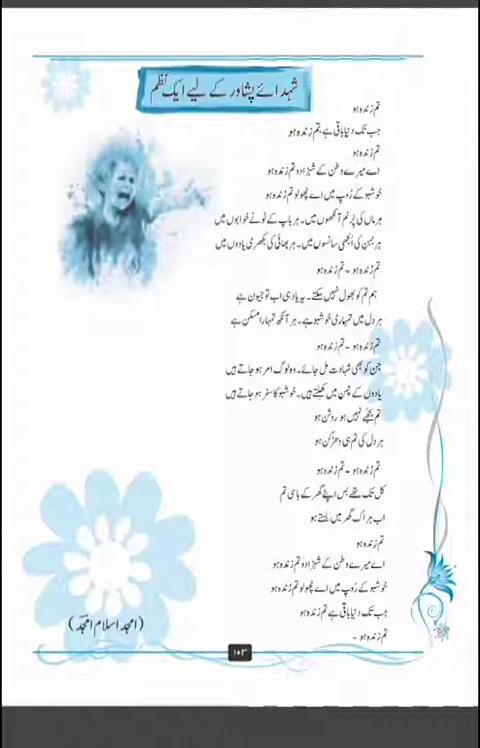 شہدائے پشاور کے لیے ایک نظم
تم زندہ ہو
جب تک دنیا باقی ہے، تم زندہ ہو
تم زندہ ہو
اے میرے وطن کے شہزادو تم زندہ ہو
خوشبو کے رُوپ میں اے پھولو تم زندہ ہو
ہر ماں کی پُرنم آنکھوں میں۔ ہر باپ کے ٹوٹے خوابوں میں
ہر بہن کی اُلجھی سانسوں میں۔ ہر بھائی کی بکھری یادوں میں
تم زندہ ہو ۔ تم زندہ ہو
ہم تم کو بھول نہیں سکتے۔ یہ یاد ہی اب تو جیون ہے
ہر دل میں تمہاری خوشبو ہے۔ ہر آنکھ تمہارا مسکن ہے
تم زندہ ہو ۔ تم زندہ ہو
جن کو بھی شہادت مل جائے۔ وہ لوگ امر ہو جاتے ہیں
یادوں کے چمن میں کھلتے ہیں۔ خوشبو کا سفر ہو جاتے ہیں
تم بجھے نہیں ہو روشن ہو
ہر دل کی تم ہی دھڑکن ہو
تم زندہ ہو ۔ تم زندہ ہو
کل تک تھے بس اپنے گھر کے باسی تم
اب ہر اک گھر میں بستے ہو
تم زندہ ہو
اے میرے وطن کے شہزادو تم زندہ ہو
خوشبو کے رُوپ میں اے پھولو تم زندہ ہو
جب تک دنیا باقی ہے تم زندہ ہو
تم زندہ ہو ۔
(امجد اسلام امجد)
۱۰۳